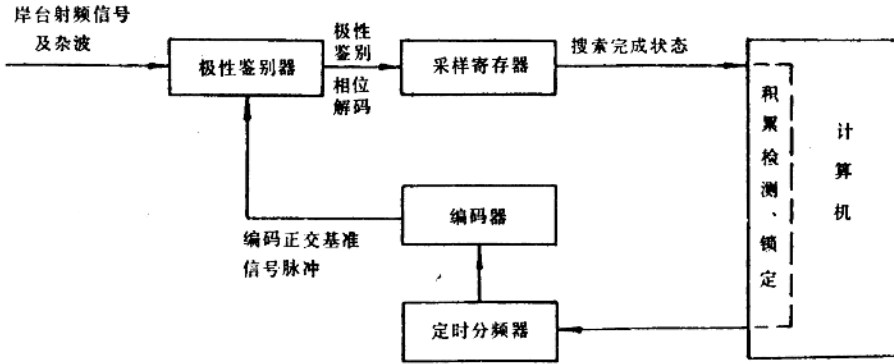 岸台射频信号
及杂波
极性鉴别器
极性
鉴别
相位
解码
采样寄存器
搜索完成状态
积累检测、锁定
计算机
编码器
编码正交基准
信号脉冲
定时分频器